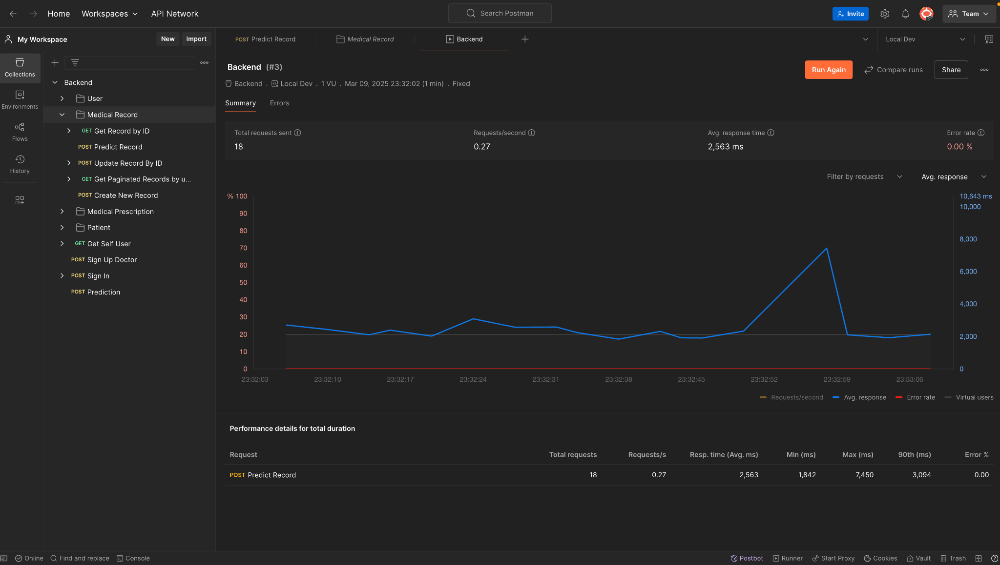 Home Workspaces API Network Search Postman Invite Team
My Workspace New Import
POST Predict Record Medical Record Backend Local Dev
Collections
Environments
Flows
History
Backend
User
Medical Record
GET Get Record by ID
POST Predict Record
POST Update Record By ID
GET Get Paginated Records by u...
POST Create New Record
Medical Prescription
Patient
GET Get Self User
POST Sign Up Doctor
POST Sign In
POST Prediction
Backend (#3)
Run Again Compare runs Share
Backend . Local Dev . 1 VU . Mar 09, 2025 23:32:02 (1 min) . Fixed
Summary Errors
Total requests sent Requests/second Avg. response time Error rate
18 0.27 2,563 ms 0.00 %
Filter by requests Avg. response
% 100 10,643 ms
10,000
90
80
8,000
70
60
6,000
50
40
4,000
30
20 2,000
10
0 0
23:32:03 23:32:10 23:32:17 23:32:24 23:32:31 23:32:38 23:32:45 23:32:52 23:32:59 23:33:06
Requests/second Avg. response Error rate Virtual users
Performance details for total duration
Request Total requests Requests/s Resp. time (Avg. ms) Min (ms) Max (ms) 90th (ms) Error %
POST Predict Record 18 0.27 2,563 1,842 7,450 3,094 0.00
Online Find and replace Console Postbot Runner Start Proxy Cookies Vault Trash